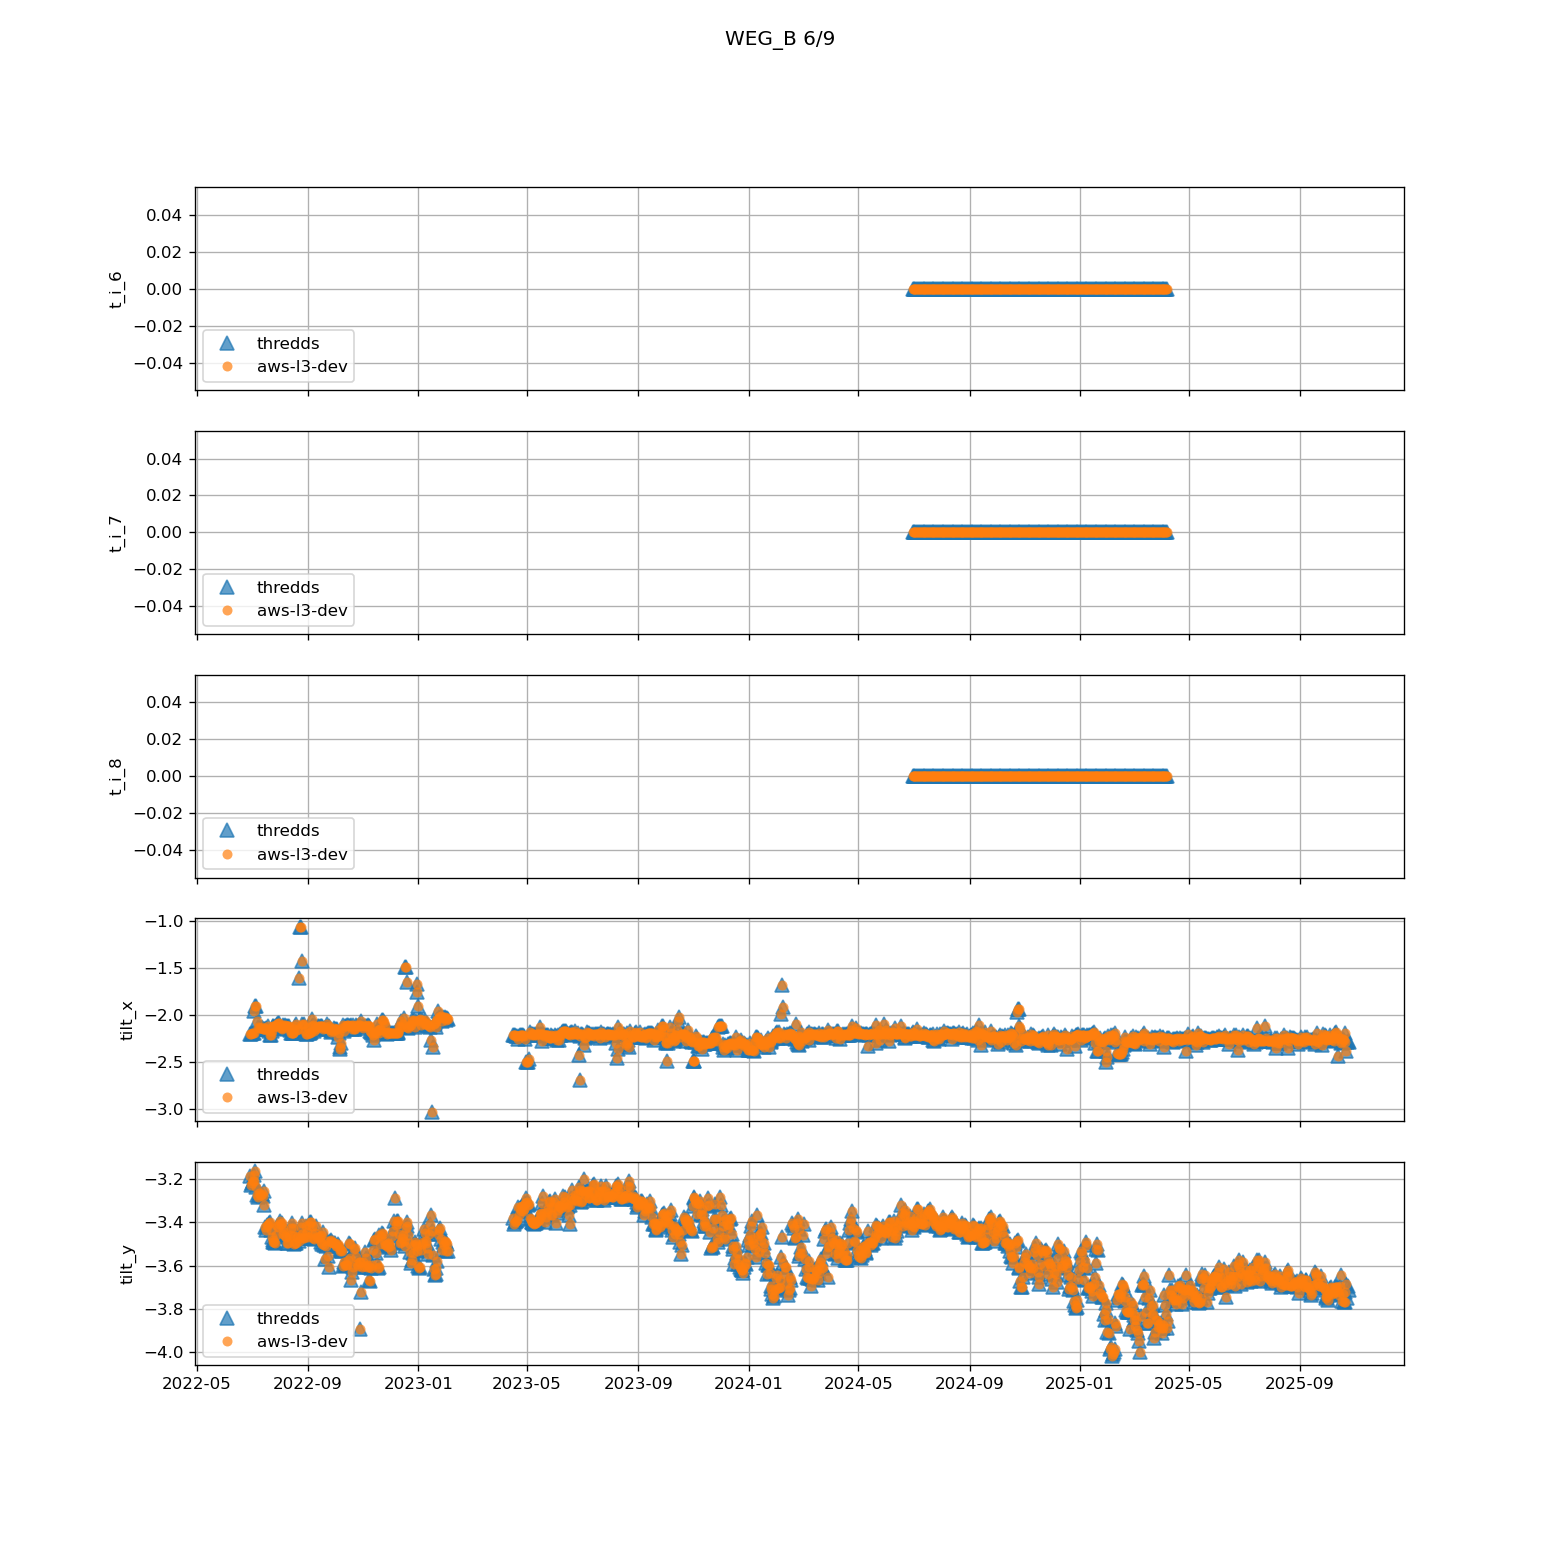 WEG_B 6/9
0.04
0.02
0.00
−0.02
−0.04
t_i_6
thredds
aws-l3-dev
0.04
0.02
0.00
−0.02
−0.04
t_i_7
thredds
aws-l3-dev
0.04
0.02
0.00
−0.02
−0.04
t_i_8
thredds
aws-l3-dev
−1.0
−1.5
−2.0
−2.5
−3.0
tilt_x
thredds
aws-l3-dev
−3.2
−3.4
−3.6
−3.8
−4.0
tilt_y
thredds
aws-l3-dev
2022-05 2022-09 2023-01 2023-05 2023-09 2024-01 2024-05 2024-09 2025-01 2025-05 2025-09